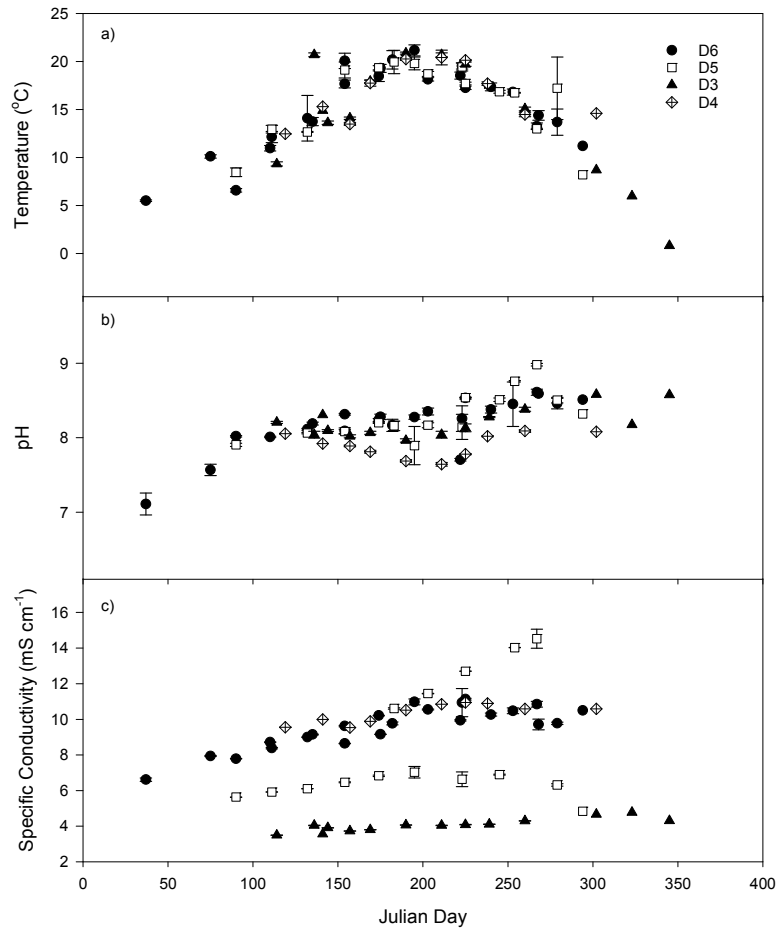 a)
Temperature (°C)
25
20
15
10
5
0
D6
D5
D3
D4
b)
pH
9
8
7
c)
Specific Conductivity (mS cm⁻¹)
16
14
12
10
8
6
4
2
0 50 100 150 200 250 300 350 400
Julian Day